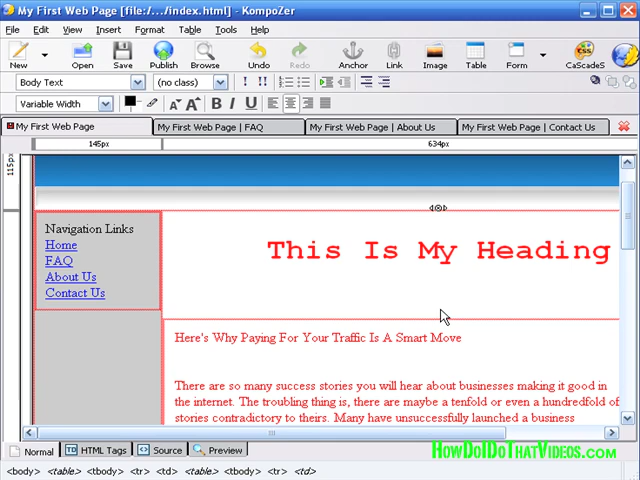 My First Web Page [file:/.../index.html] - KompoZer
File Edit View Insert Format Table Tools Help
New Open Save Publish Browse Undo Redo Anchor Link Image Table Form CaScadeS
Body Text (no class) ! !
Variable Width B I U
My First Web Page My First Web Page | FAQ My First Web Page | About Us My First Web Page | Contact Us
145px 634px
115px
Navigation Links
Home
FAQ
About Us
Contact Us
This Is My Heading
Here's Why Paying For Your Traffic Is A Smart Move
There are so many success stories you will hear about businesses making it good in
the internet. The troubling thing is, there are maybe a tenfold or even a hundredfold of
stories contradictory to theirs. Many have unsuccessfully launched a business
Normal HTML Tags Source Preview
HowDoIDoThatVideos.com
<body> <table> <tbody> <tr> <td> <table> <tbody> <tr> <td>